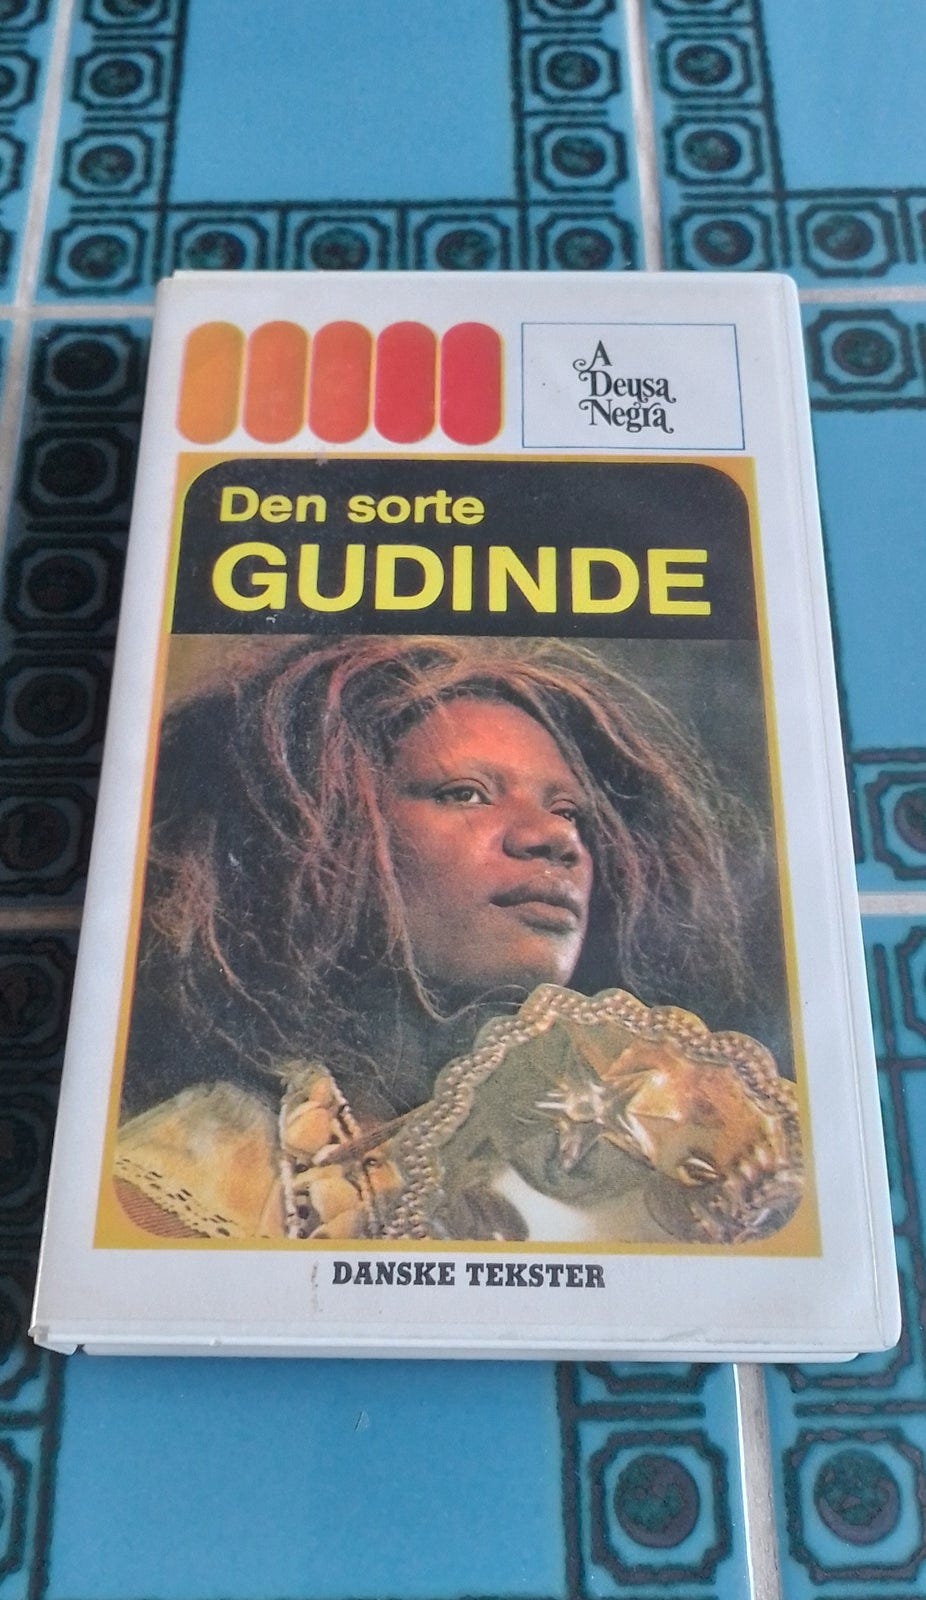 A
Deusa
Negra
Den sorte
GUDINDE
DANSKE TEKSTER